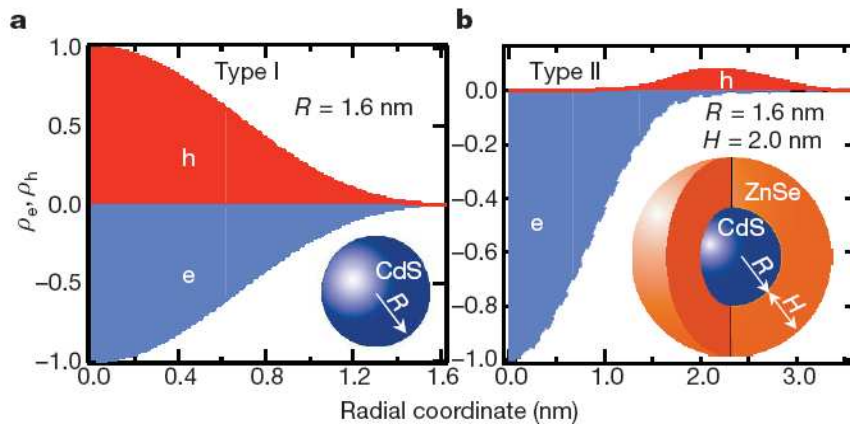 a
b
1.0
0.5
0.0
−0.5
−1.0
ρe, ρh
Type I
R = 1.6 nm
h
e
CdS
R
0.0 0.4 0.8 1.2 1.6
0.0
−0.2
−0.4
−0.6
−0.8
−1.0
Type II
h
R = 1.6 nm
H = 2.0 nm
ZnSe
CdS
e
R
H
0.0 1.0 2.0 3.0
Radial coordinate (nm)